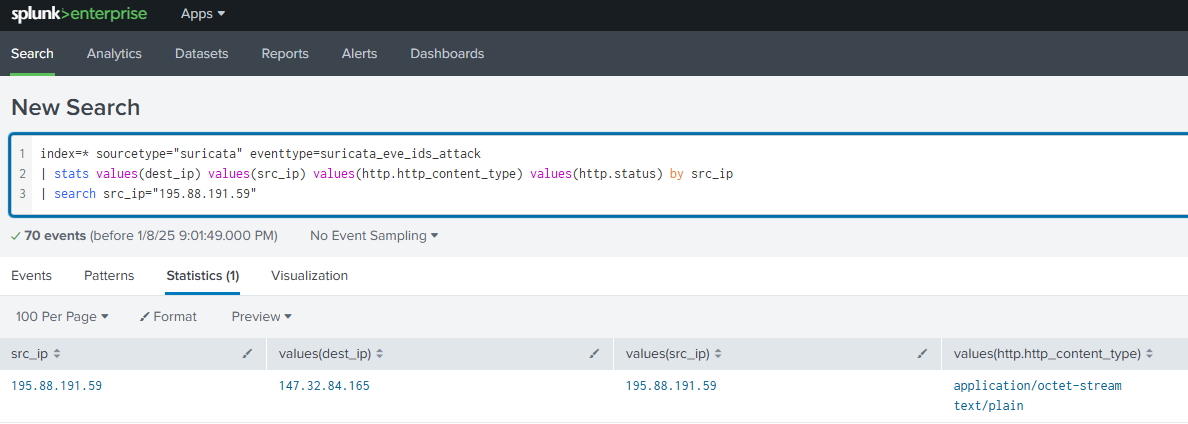 splunk>enterprise Apps
Search Analytics Datasets Reports Alerts Dashboards
New Search
1 index=* sourcetype="suricata" eventtype=suricata_eve_ids_attack
2 | stats values(dest_ip) values(src_ip) values(http.http_content_type) values(http.status) by src_ip
3 | search src_ip="195.88.191.59"
70 events (before 1/8/25 9:01:49.000 PM) No Event Sampling
Events Patterns Statistics (1) Visualization
100 Per Page Format Preview
src_ip values(dest_ip) values(src_ip) values(http.http_content_type)
195.88.191.59 147.32.84.165 195.88.191.59 application/octet-stream
text/plain